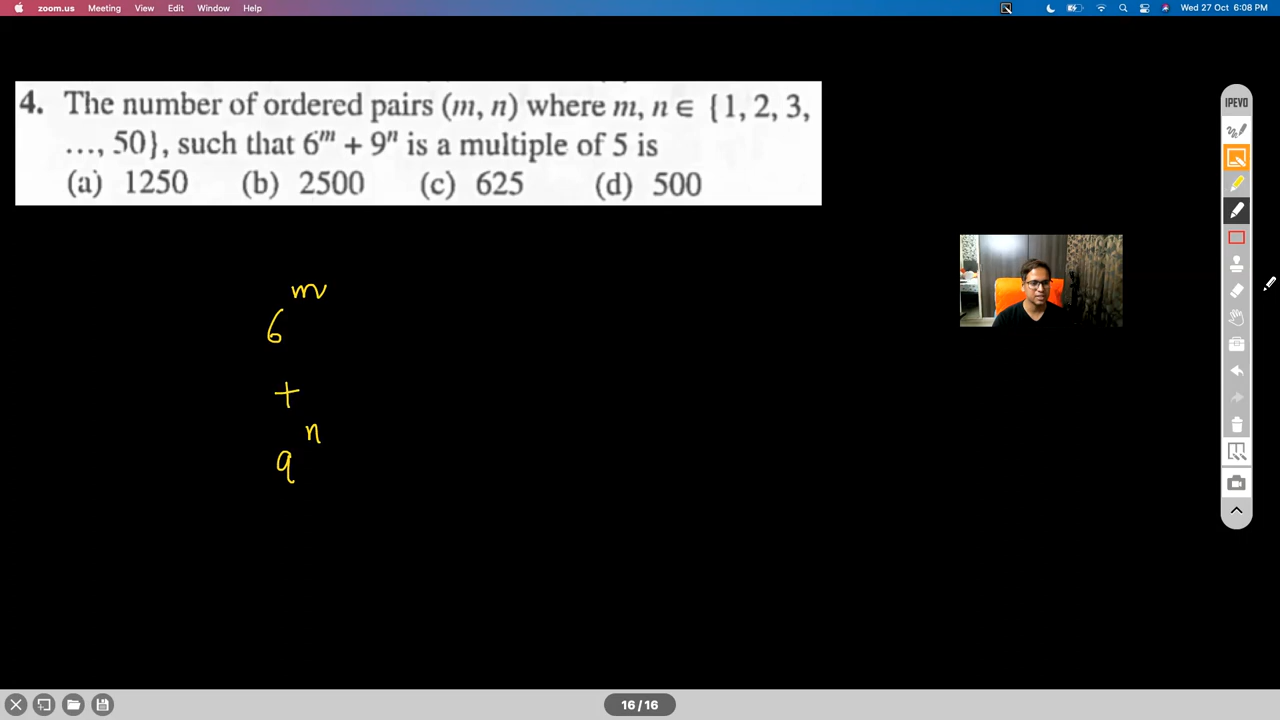 zoom.us Meeting View Edit Window Help Wed 27 Oct 6:08 PM
4. The number of ordered pairs (m, n) where m, n ∈ {1, 2, 3,
..., 50}, such that 6^m + 9^n is a multiple of 5 is
(a) 1250 (b) 2500 (c) 625 (d) 500
IPEVO
6^m
+
9^n
16/16